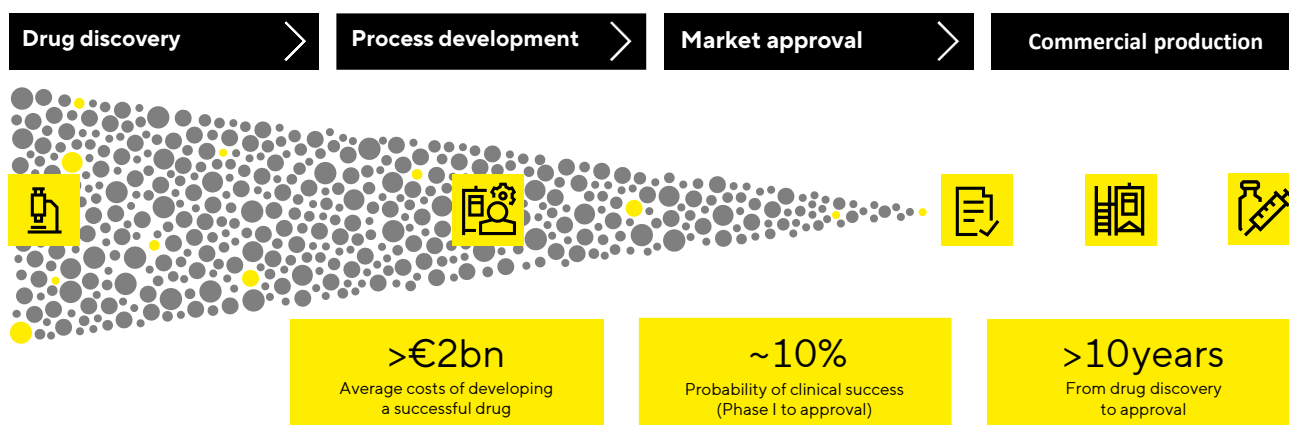 Drug discovery
Process development
Market approval
Commercial production
>€2bn
Average costs of developing
a successful drug
~10%
Probability of clinical success
(Phase I to approval)
>10years
From drug discovery
to approval